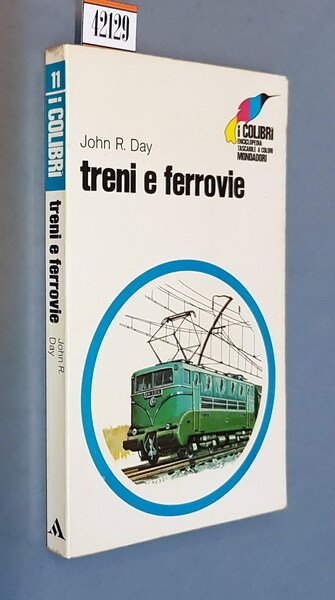 42129
i COLIBRI
ENCICLOPEDIA
TASCABILE A COLORI
MONDADORI
John R. Day
treni e ferrovie
11
i COLIBRI
treni e ferrovie
John R.
Day